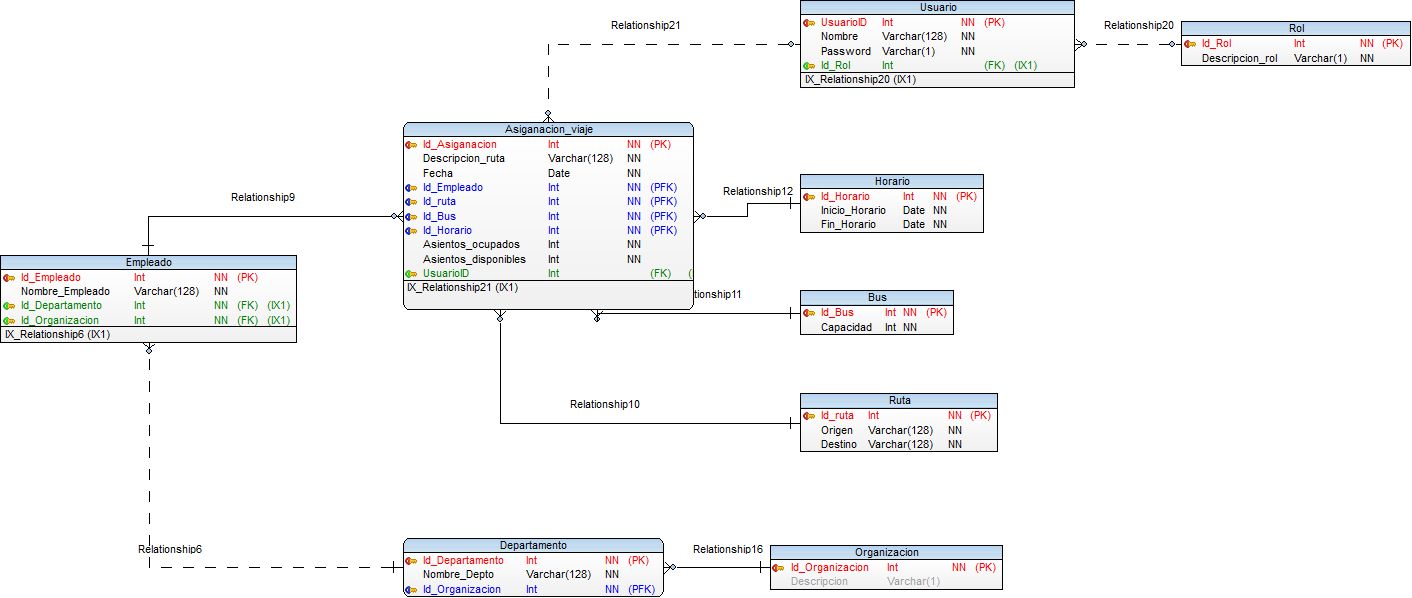 Relationship21
Usuario
UsuarioID Int NN (PK)
Nombre Varchar(128) NN
Password Varchar(1) NN
Id_Rol Int (FK) (IX1)
IX_Relationship20 (IX1)
Relationship20
Rol
Id_Rol Int NN (PK)
Descripcion_rol Varchar(1) NN
Asiganacion_viaje
Id_Asiganacion Int NN (PK)
Descripcion_ruta Varchar(128) NN
Fecha Date NN
Id_Empleado Int NN (PFK)
Id_ruta Int NN (PFK)
Id_Bus Int NN (PFK)
Id_Horario Int NN (PFK)
Asientos_ocupados Int NN
Asientos_disponibles Int NN
UsuarioID Int (FK) (
IX_Relationship21 (IX1)
Relationship9
Relationship12
Horario
Id_Horario Int NN (PK)
Inicio_Horario Date NN
Fin_Horario Date NN
Empleado
Id_Empleado Int NN (PK)
Nombre_Empleado Varchar(128) NN
Id_Departamento Int NN (FK) (IX1)
Id_Organizacion Int NN (FK) (IX1)
IX_Relationship6 (IX1)
tionship11
Bus
Id_Bus Int NN (PK)
Capacidad Int NN
Relationship10
Ruta
Id_ruta Int NN (PK)
Origen Varchar(128) NN
Destino Varchar(128) NN
Relationship6
Departamento
Id_Departamento Int NN (PK)
Nombre_Depto Varchar(128) NN
Id_Organizacion Int NN (PFK)
Relationship16
Organizacion
Id_Organizacion Int NN (PK)
Descripcion Varchar(1)